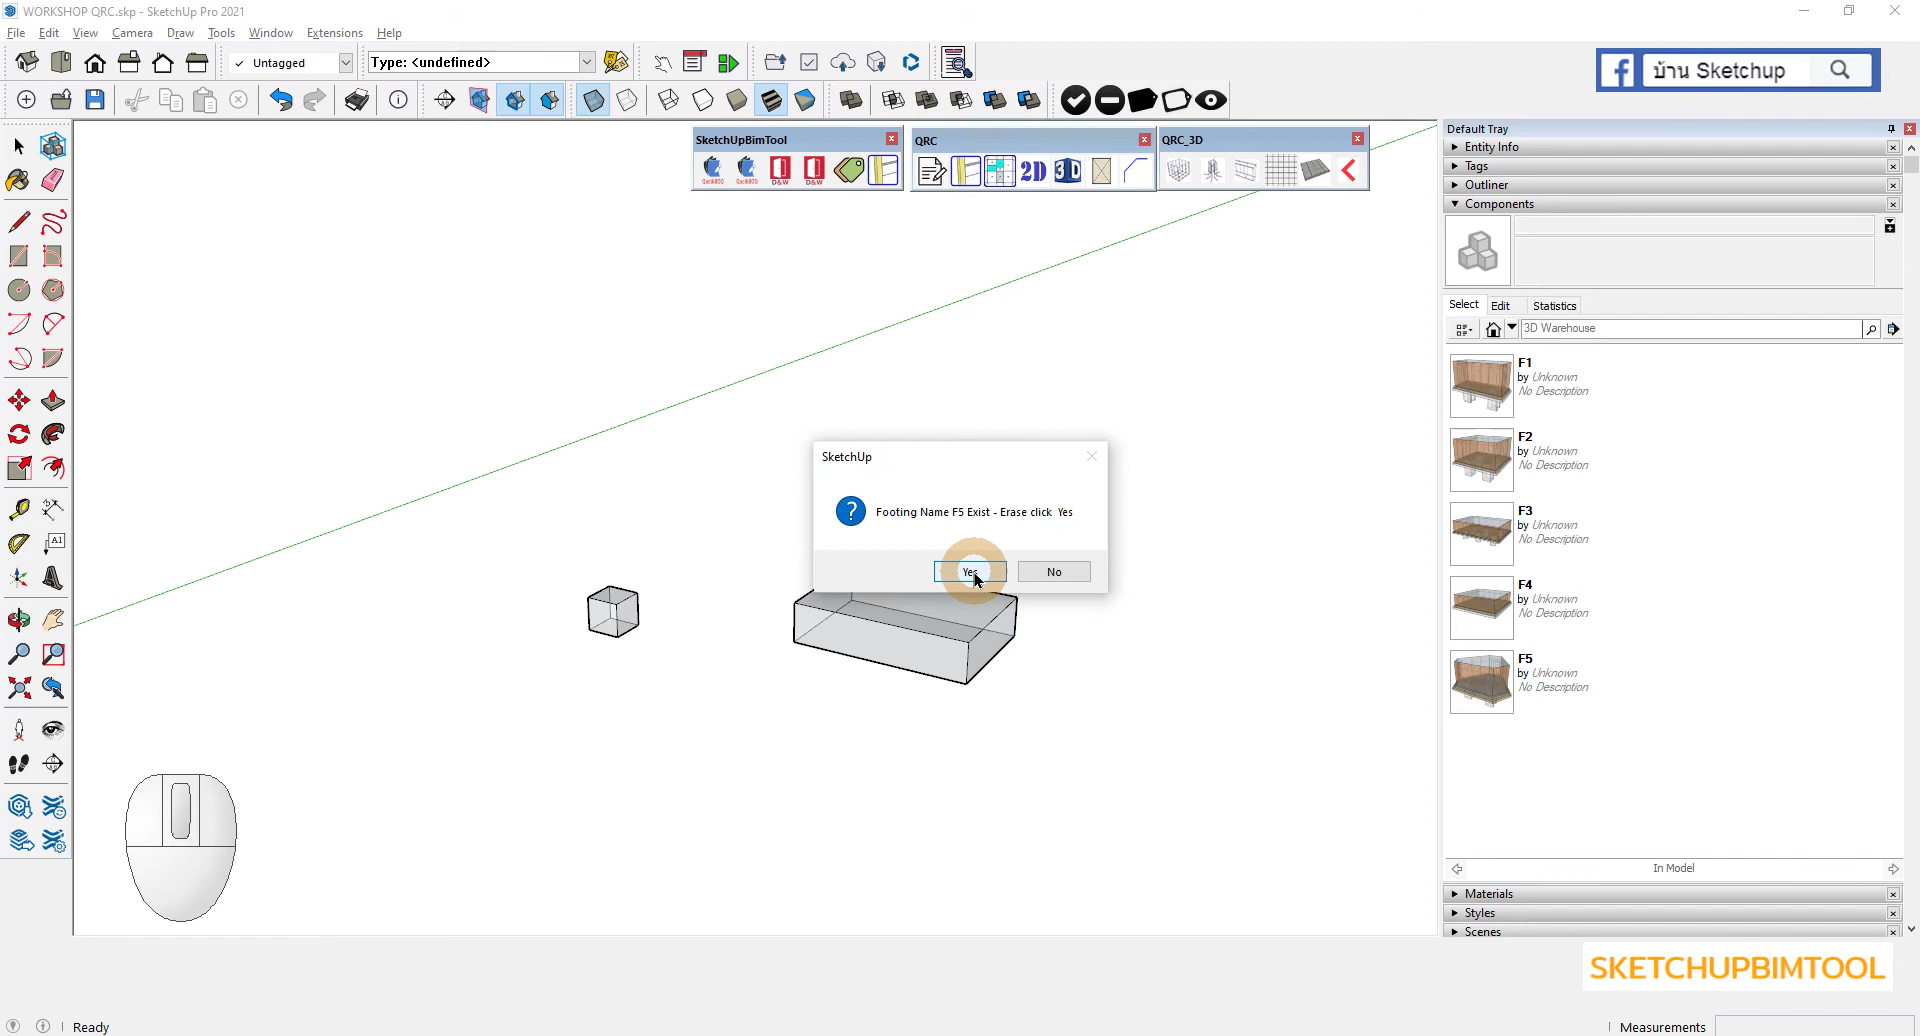 WORKSHOP QRC.skp - SketchUp Pro 2021
File Edit View Camera Draw Tools Window Extensions Help
Untagged
Type: <undefined>
บ้าน Sketchup
SketchUpBimTool
QRC
QRC_3D
D&W
D&W
2D
3D
A1
Default Tray
Entity Info
Tags
Outliner
Components
Select Edit Statistics
3D Warehouse
F1
by Unknown
No Description
F2
by Unknown
No Description
F3
by Unknown
No Description
F4
by Unknown
No Description
F5
by Unknown
No Description
In Model
Materials
Styles
Scenes
SketchUp
Footing Name F5 Exist - Erase click Yes
Yes
No
SKETCHUPBIMTOOL
Ready
Measurements